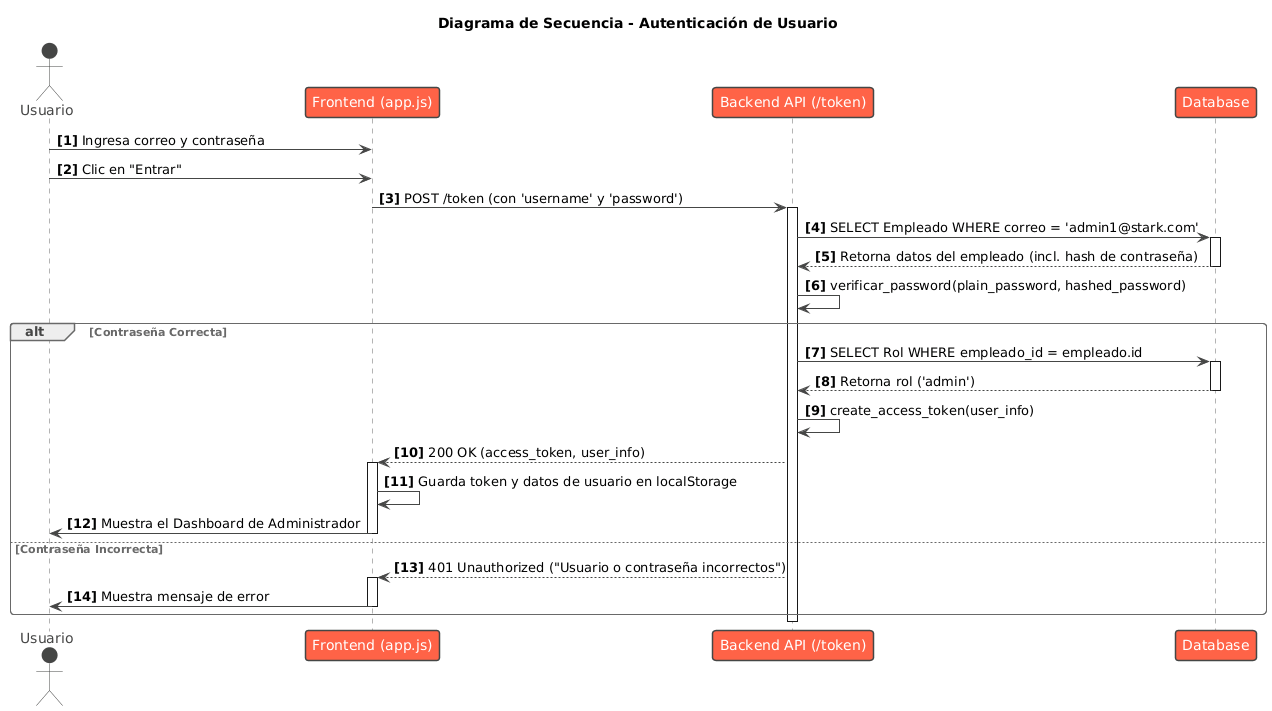 Diagrama de Secuencia - Autenticación de Usuario
Usuario
Frontend (app.js)
Backend API (/token)
Database
[1] Ingresa correo y contraseña
[2] Clic en "Entrar"
[3] POST /token (con 'username' y 'password')
[4] SELECT Empleado WHERE correo = 'admin1@stark.com'
[5] Retorna datos del empleado (incl. hash de contraseña)
[6] verificar_password(plain_password, hashed_password)
alt
[Contraseña Correcta]
[7] SELECT Rol WHERE empleado_id = empleado.id
[8] Retorna rol ('admin')
[9] create_access_token(user_info)
[10] 200 OK (access_token, user_info)
[11] Guarda token y datos de usuario en localStorage
[12] Muestra el Dashboard de Administrador
[Contraseña Incorrecta]
[13] 401 Unauthorized ("Usuario o contraseña incorrectos")
[14] Muestra mensaje de error
Usuario
Frontend (app.js)
Backend API (/token)
Database